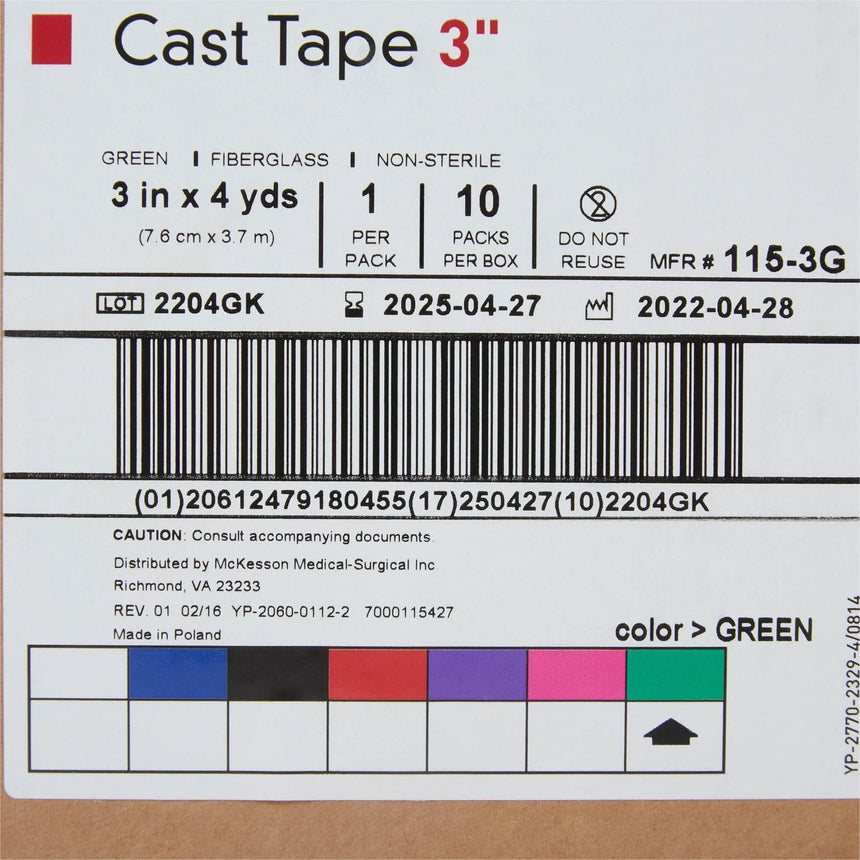 Cast Tape 3"
GREEN | FIBERGLASS | NON-STERILE
3 in x 4 yds
(7.6 cm x 3.7 m)
1
PER
PACK
10
PACKS
PER BOX
DO NOT
REUSE
MFR # 115-3G
LOT 2204GK 2025-04-27 2022-04-28
(01)20612479180455(17)250427(10)2204GK
CAUTION: Consult accompanying documents.
Distributed by McKesson Medical-Surgical Inc
Richmond, VA 23233
REV. 01 02/16 YP-2060-0112-2 7000115427
Made in Poland
color > GREEN
YP-2770-2329-4/0814